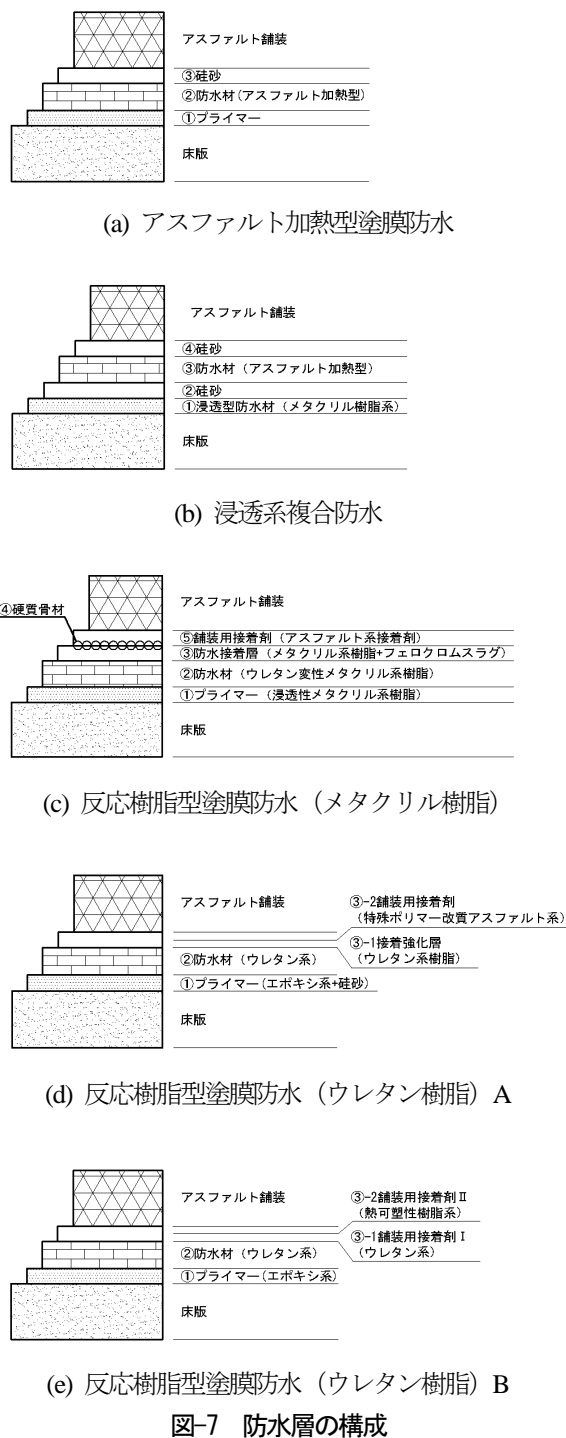 アスファルト舗装
③硅砂
②防水材(アスファルト加熱型)
①プライマー
床版
(a) アスファルト加熱型塗膜防水
アスファルト舗装
④硅砂
③防水材（アスファルト加熱型）
②硅砂
①浸透型防水材（メタクリル樹脂系）
床版
(b) 浸透系複合防水
アスファルト舗装
④硬質骨材
⑤舗装用接着剤（アスファルト系接着剤）
③防水接着層（メタクリル系樹脂+フェロクロムスラグ）
②防水材（ウレタン変性メタクリル系樹脂）
①プライマー（浸透性メタクリル系樹脂）
床版
(c) 反応樹脂型塗膜防水（メタクリル樹脂）
アスファルト舗装
③-2舗装用接着剤
（特殊ポリマー改質アスファルト系）
③-1接着強化層
（ウレタン系樹脂）
②防水材（ウレタン系）
①プライマー(エポキシ系+硅砂)
床版
(d) 反応樹脂型塗膜防水（ウレタン樹脂）A
アスファルト舗装
③-2舗装用接着剤Ⅱ
（熱可塑性樹脂系）
③-1舗装用接着剤Ⅰ
（ウレタン系）
②防水材（ウレタン系）
①プライマー(エポキシ系)
床版
(e) 反応樹脂型塗膜防水（ウレタン樹脂）B
図-7 防水層の構成